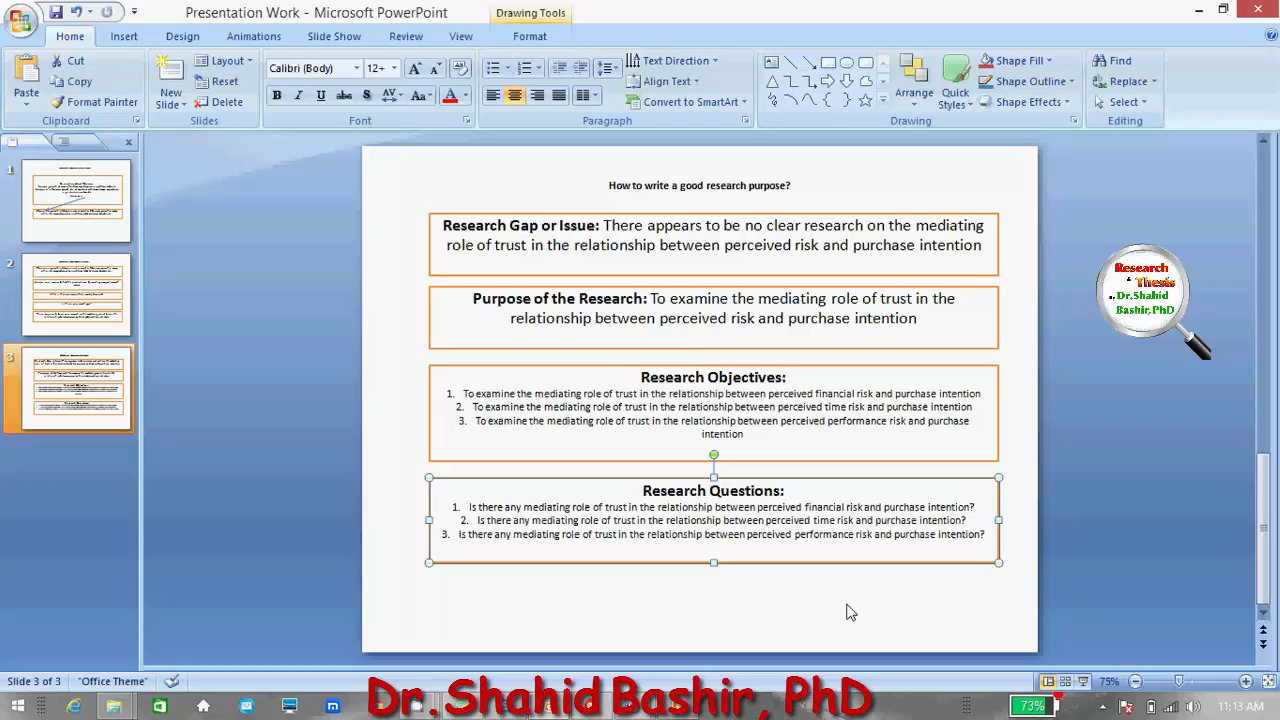 Presentation Work - Microsoft PowerPoint
Drawing Tools
Home Insert Design Animations Slide Show Review View Format
Paste
Cut
Copy
Format Painter
Clipboard
New Slide
Layout
Reset
Delete
Slides
Calibri (Body) 12+
B I U abc S AV Aa A
Font
Text Direction
Align Text
Convert to SmartArt
Paragraph
Arrange
Quick Styles
Shape Fill
Shape Outline
Shape Effects
Drawing
Find
Replace
Select
Editing
1
2
3
How to write a good research purpose?
Research Gap or Issue: There appears to be no clear research on the mediating
role of trust in the relationship between perceived risk and purchase intention
Purpose of the Research: To examine the mediating role of trust in the
relationship between perceived risk and purchase intention
Research Objectives:
1. To examine the mediating role of trust in the relationship between perceived financial risk and purchase intention
2. To examine the mediating role of trust in the relationship between perceived time risk and purchase intention
3. To examine the mediating role of trust in the relationship between perceived performance risk and purchase
intention
Research Questions:
1. Is there any mediating role of trust in the relationship between perceived financial risk and purchase intention?
2. Is there any mediating role of trust in the relationship between perceived time risk and purchase intention?
3. Is there any mediating role of trust in the relationship between perceived performance risk and purchase intention?
Research
Thesis
Dr.Shahid
Bashir,PhD
Slide 3 of 3 "Office Theme" 75%
Dr.Shahid Bashir, PhD
73%
11:13 AM